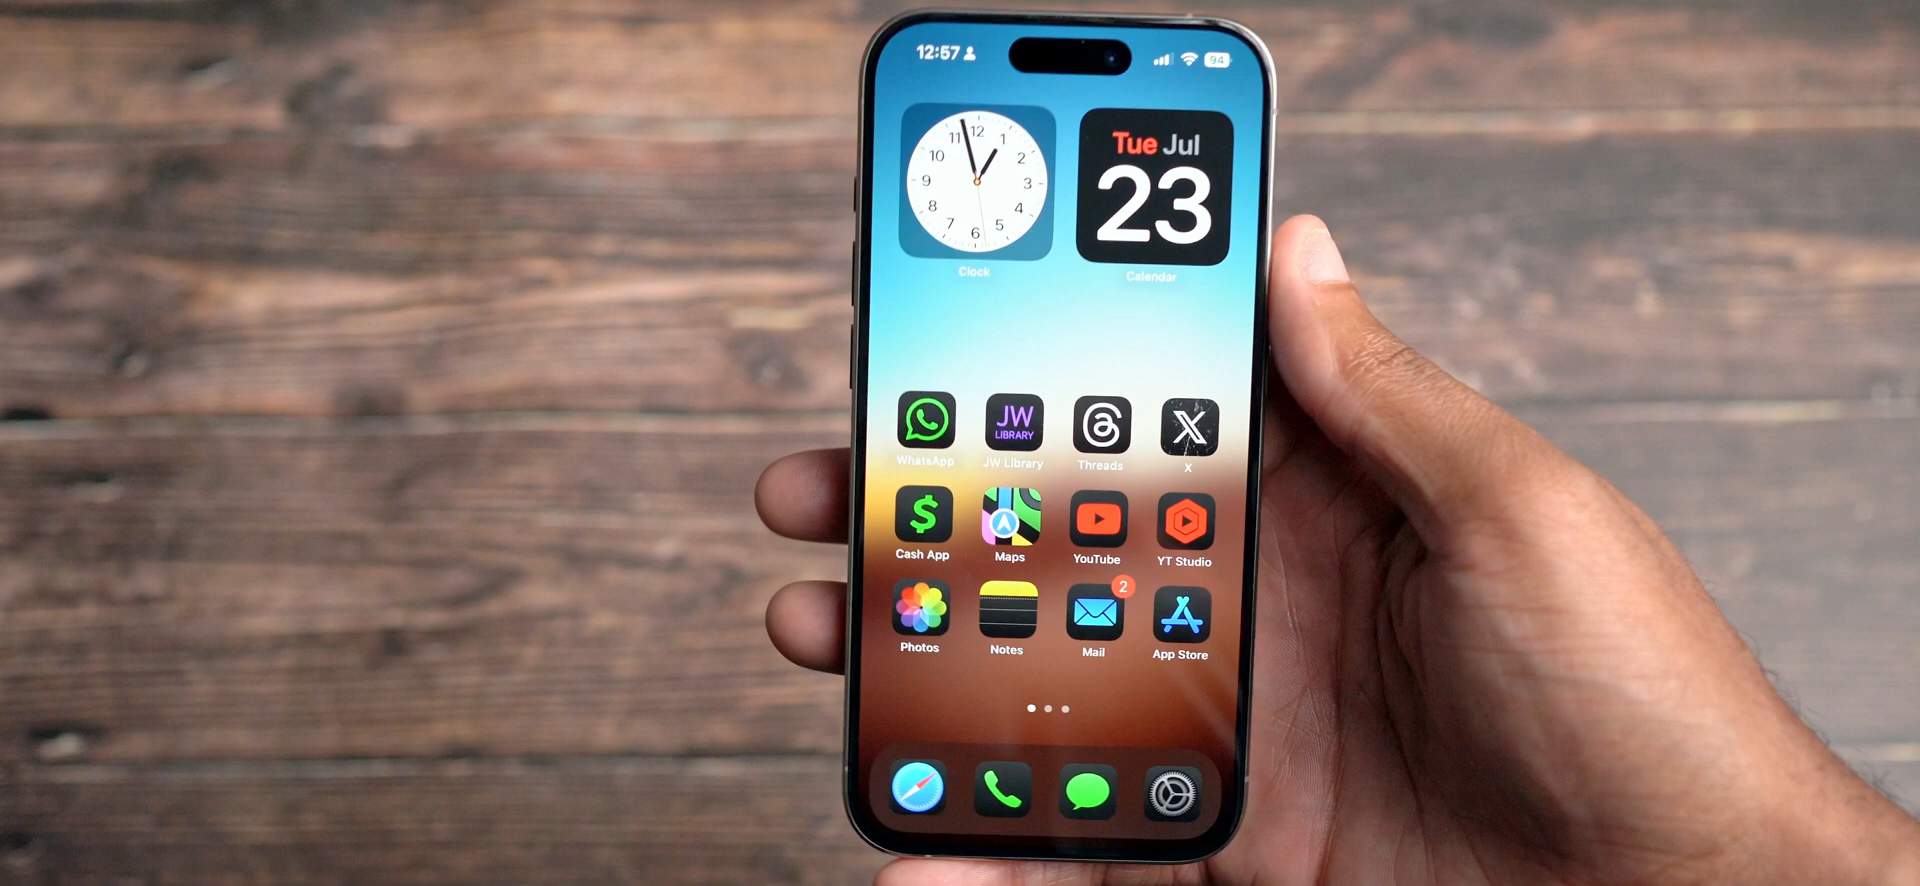 12:57
94
11 12 1
10 2
9 3
8 4
7 6 5
Clock
Tue Jul
23
Calendar
JW
LIBRARY
WhatsApp JW Library Threads X
$
Cash App Maps YouTube YT Studio
2
Photos Notes Mail App Store